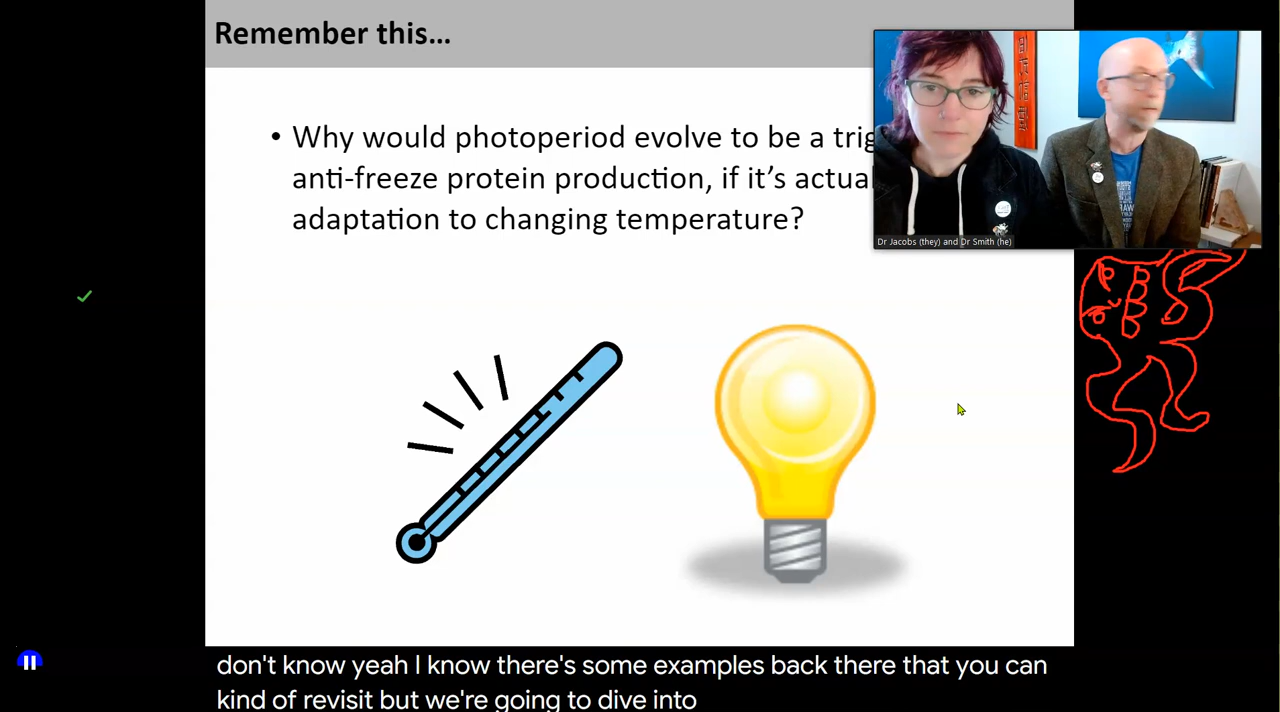 Remember this...
• Why would photoperiod evolve to be a trig
anti-freeze protein production, if it's actual
adaptation to changing temperature?
Dr Jacobs (they) and Dr Smith (he)
don't know yeah I know there's some examples back there that you can
kind of revisit but we're going to dive into